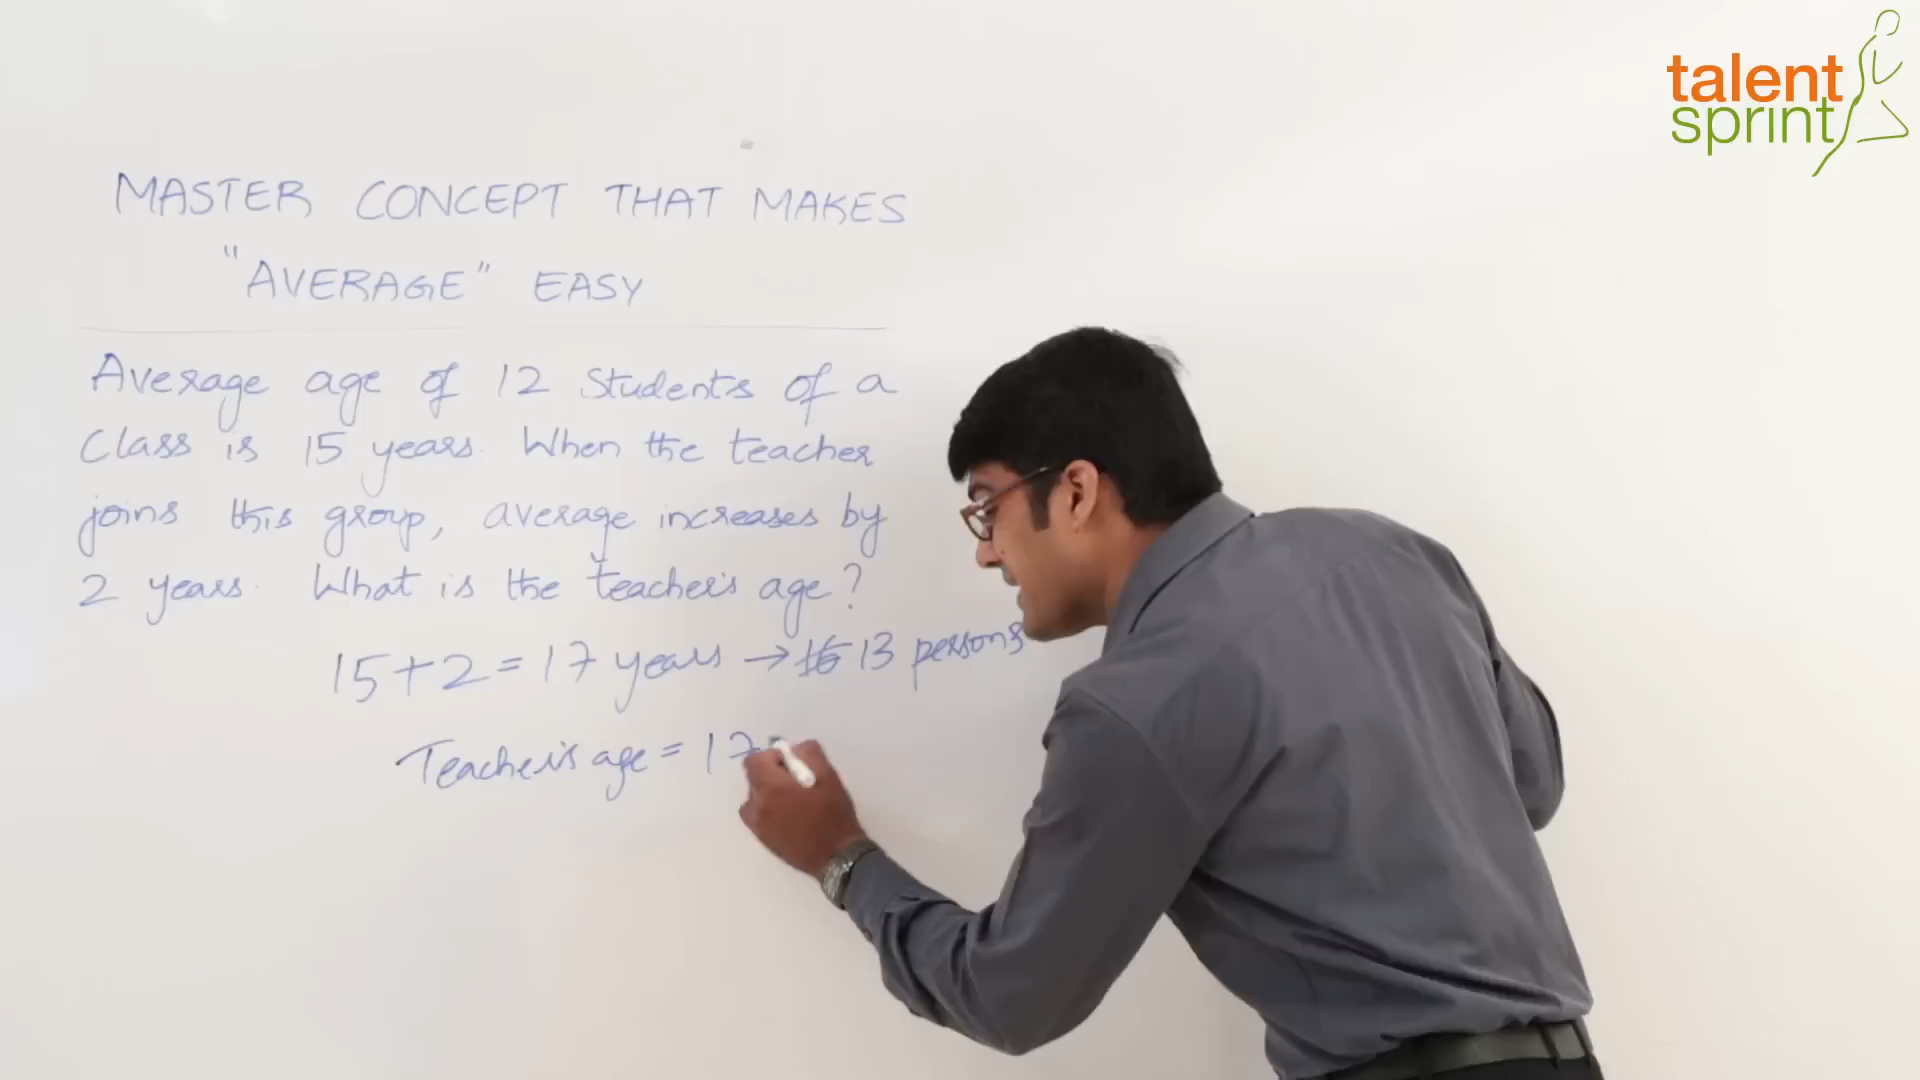 talent
sprint
MASTER CONCEPT THAT MAKES
"AVERAGE" EASY
Average age of 12 Students of a
Class is 15 years. When the teacher
joins this group, average increases by
2 years. What is the teacher's age?
15+2=17 years → 13 persons
Teacher's age = 17